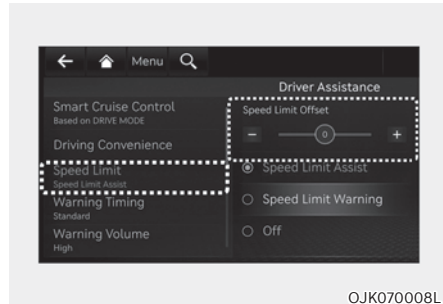 Menu
Driver Assistance
Smart Cruise Control
Based on DRIVE MODE
Driving Convenience
Speed Limit
Speed Limit Assist
Warning Timing
Standard
Warning Volume
High
Speed Limit Offset
- 0 +
Speed Limit Assist
Speed Limit Warning
Off
OJK070008L